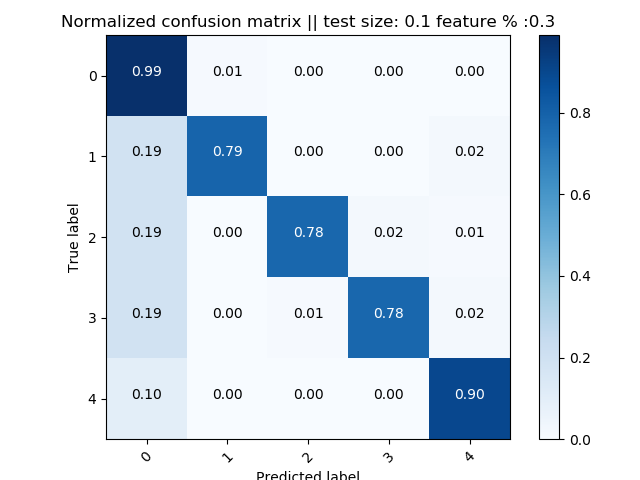 Normalized confusion matrix || test size: 0.1 feature % :0.3
0 0.99 0.01 0.00 0.00 0.00
0.8
1 0.19 0.79 0.00 0.00 0.02
0.6
True label
2 0.19 0.00 0.78 0.02 0.01
0.4
3 0.19 0.00 0.01 0.78 0.02
0.2
4 0.10 0.00 0.00 0.00 0.90
0.0
0 1 2 3 4
Predicted label